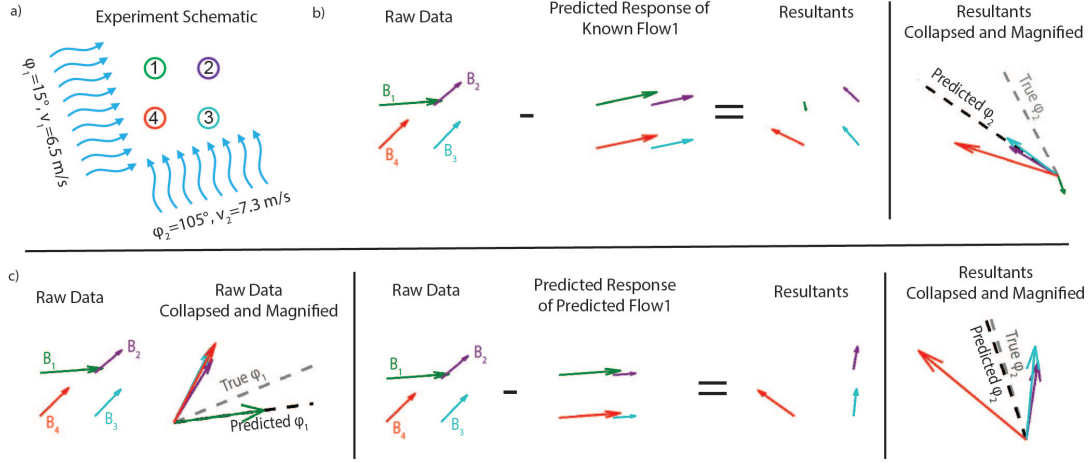 a)
Experiment Schematic
φ1=15°, v1=6.5 m/s
1
2
4
3
φ2=105°, v2=7.3 m/s
b)
Raw Data
B1
B2
B4
B3
-
Predicted Response of
Known Flow1
=
Resultants
Resultants
Collapsed and Magnified
Predicted φ2
True φ2
c)
Raw Data
B1
B2
B4
B3
Raw Data
Collapsed and Magnified
True φ1
Predicted φ1
Raw Data
B1
B2
B4
B3
-
Predicted Response
of Predicted Flow1
=
Resultants
Resultants
Collapsed and Magnified
True φ2
Predicted φ2